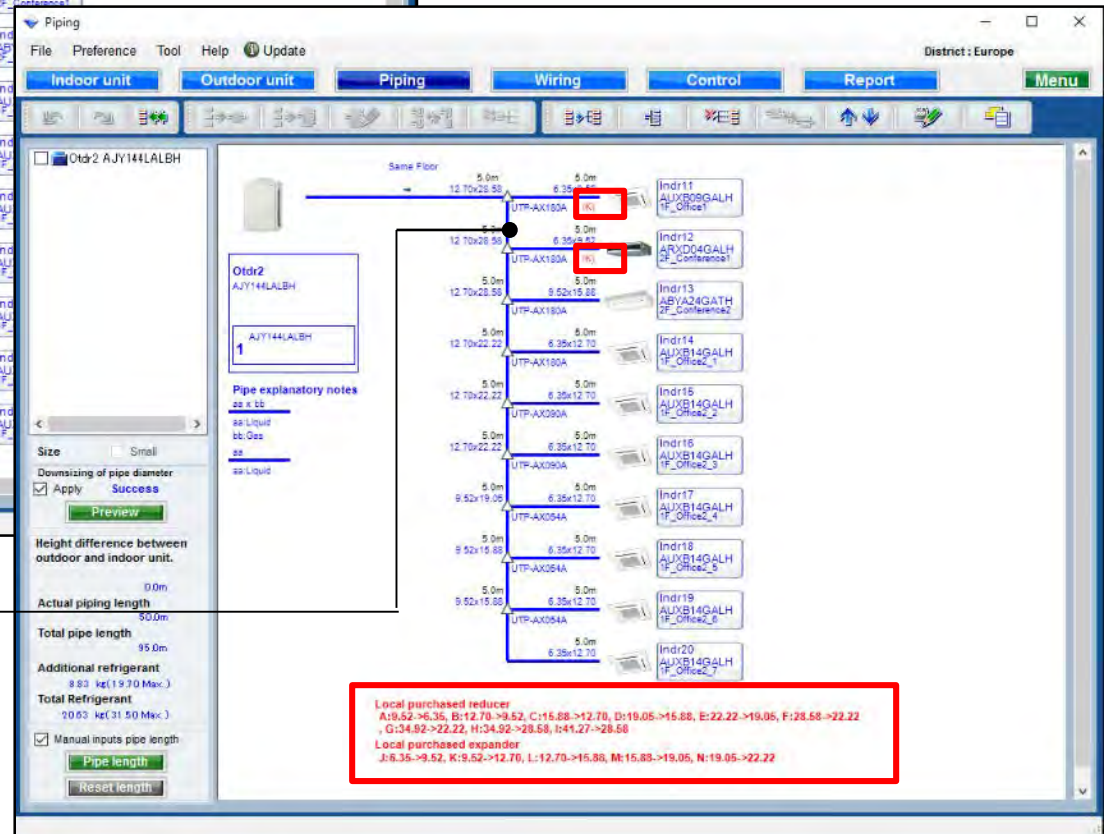 Piping
File Preference Tool Help Update
District : Europe
Indoor unit Outdoor unit Piping Wiring Control Report Menu
Otdr2 AJY144LALBH
Size Small
Downsizing of pipe diameter
Apply Success
Preview
Height difference between
outdoor and indoor unit.
0.0m
Actual piping length
50.0m
Total pipe length
95.0m
Additional refrigerant
8.83 kg(19.70 Max.)
Total Refrigerant
20.63 kg(31.50 Max.)
Manual inputs pipe length
Pipe length
Reset length
Otdr2
AJY144LALBH
AJY144LALBH
1
Pipe explanatory notes
aa x bb
aa:Liquid
bb:Gas
aa
aa:Liquid
Same Floor
5.0m 5.0m
12.70x28.58
UTP-AX180A (K)
Indr11
AUXB09GALH
1F_Office1
5.0m
12.70x28.58 6.35x9.52
UTP-AX180A (K)
Indr12
ARXD04GALH
2F_Conference1
5.0m 5.0m
12.70x28.58 9.52x15.88
UTP-AX180A
Indr13
ABYA24GATH
2F_Conference2
5.0m 5.0m
12.70x22.22 6.35x12.70
UTP-AX180A
Indr14
AUXB14GALH
1F_Office2_1
5.0m 5.0m
12.70x22.22 6.35x12.70
UTP-AX090A
Indr15
AUXB14GALH
1F_Office2_2
5.0m 5.0m
12.70x22.22 6.35x12.70
UTP-AX090A
Indr16
AUXB14GALH
1F_Office2_3
5.0m 5.0m
9.52x19.05 6.35x12.70
UTP-AX054A
Indr17
AUXB14GALH
1F_Office2_4
5.0m 5.0m
9.52x15.88 6.35x12.70
UTP-AX054A
Indr18
AUXB14GALH
1F_Office2_5
5.0m 5.0m
9.52x15.88 6.35x12.70
UTP-AX054A
Indr19
AUXB14GALH
1F_Office2_6
5.0m
6.35x12.70
Indr20
AUXB14GALH
1F_Office2_7
Local purchased reducer
A:9.52->6.35, B:12.70->9.52, C:15.88->12.70, D:19.05->15.88, E:22.22->19.05, F:28.58->22.22
, G:34.92->22.22, H:34.92->28.58, I:41.27->28.58
Local purchased expander
J:6.35->9.52, K:9.52->12.70, L:12.70->15.88, M:15.88->19.05, N:19.05->22.22